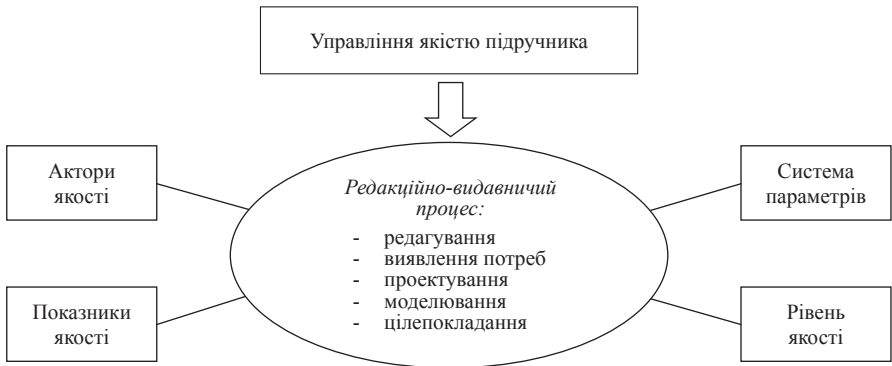 Управління якістю підручника
Актори
якості
Система
параметрів
Редакційно-видавничий
процес:
- редагування
- виявлення потреб
- проектування
- моделювання
- цілепокладання
Показники
якості
Рівень
якості